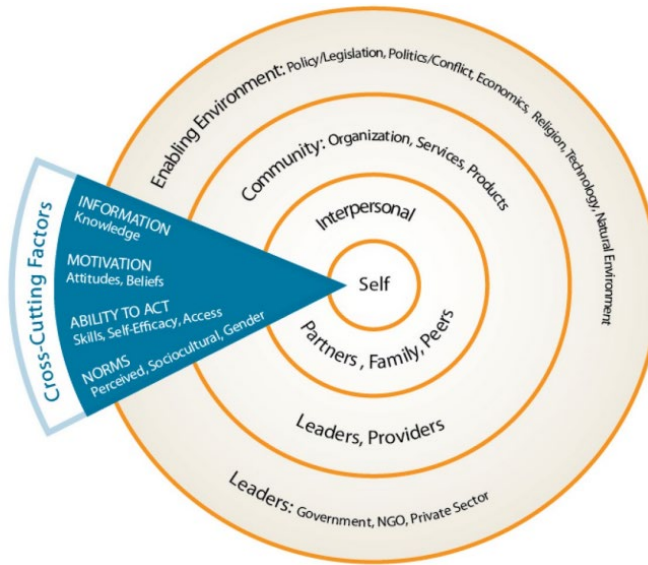 Enabling Environment: Policy/Legislation, Politics/Conflict, Economics, Religion, Technology, Natural Environment
Community: Organization, Services, Products
Interpersonal
Self
Partners, Family, Peers
Leaders, Providers
Leaders: Government, NGO, Private Sector
Cross-Cutting Factors
INFORMATION
Knowledge
MOTIVATION
Attitudes, Beliefs
ABILITY TO ACT
Skills, Self-Efficacy, Access
NORMS
Perceived, Sociocultural, Gender